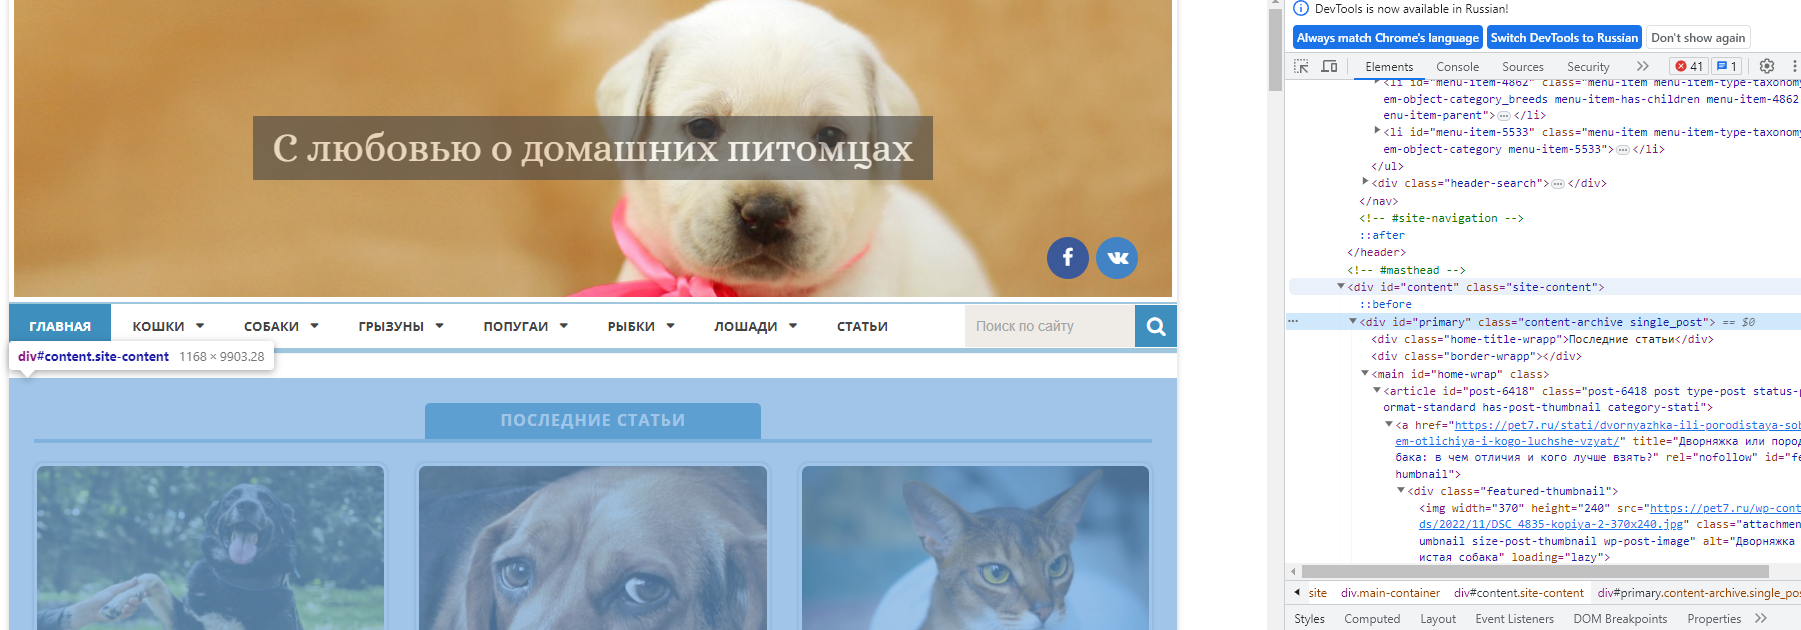 С любовью о домашних питомцах
f
ГЛАВНАЯ КОШКИ СОБАКИ ГРЫЗУНЫ ПОПУГАИ РЫБКИ ЛОШАДИ СТАТЬИ Поиск по сайту
div#content.site-content 1168 × 9903.28
ПОСЛЕДНИЕ СТАТЬИ
DevTools is now available in Russian!
Always match Chrome's language Switch DevTools to Russian Don't show again
Elements Console Sources Security 41 1
<li id="menu-item-4862" class="menu-item menu-item-type-taxonomy
em-object-category_breeds menu-item-has-children menu-item-4862
enu-item-parent"> ⋯ </li>
<li id="menu-item-5533" class="menu-item menu-item-type-taxonomy
em-object-category menu-item-5533"> ⋯ </li>
</ul>
<div class="header-search"> ⋯ </div>
</nav>
<!-- #site-navigation -->
::after
</header>
<!-- #masthead -->
<div id="content" class="site-content">
::before
<div id="primary" class="content-archive single_post"> == $0
<div class="home-title-wrapp">Последние статьи</div>
<div class="border-wrapp"></div>
<main id="home-wrap" class>
<article id="post-6418" class="post-6418 post type-post status-p
ormat-standard has-post-thumbnail category-stati">
<a href="https://pet7.ru/stati/dvornyazhka-ili-porodistaya-sob
em-otlichiya-i-kogo-luchshe-vzyat/" title="Дворняжка или пород
бака: в чем отличия и кого лучше взять?" rel="nofollow" id="fe
humbnail">
<div class="featured-thumbnail">
<img width="370" height="240" src="https://pet7.ru/wp-cont
ds/2022/11/DSC_4835-kopiya-2-370x240.jpg" class="attachmen
umbnail size-post-thumbnail wp-post-image" alt="Дворняжка
истая собака" loading="lazy">
site div.main-container div#content.site-content div#primary.content-archive.single_pos
Styles Computed Layout Event Listeners DOM Breakpoints Properties